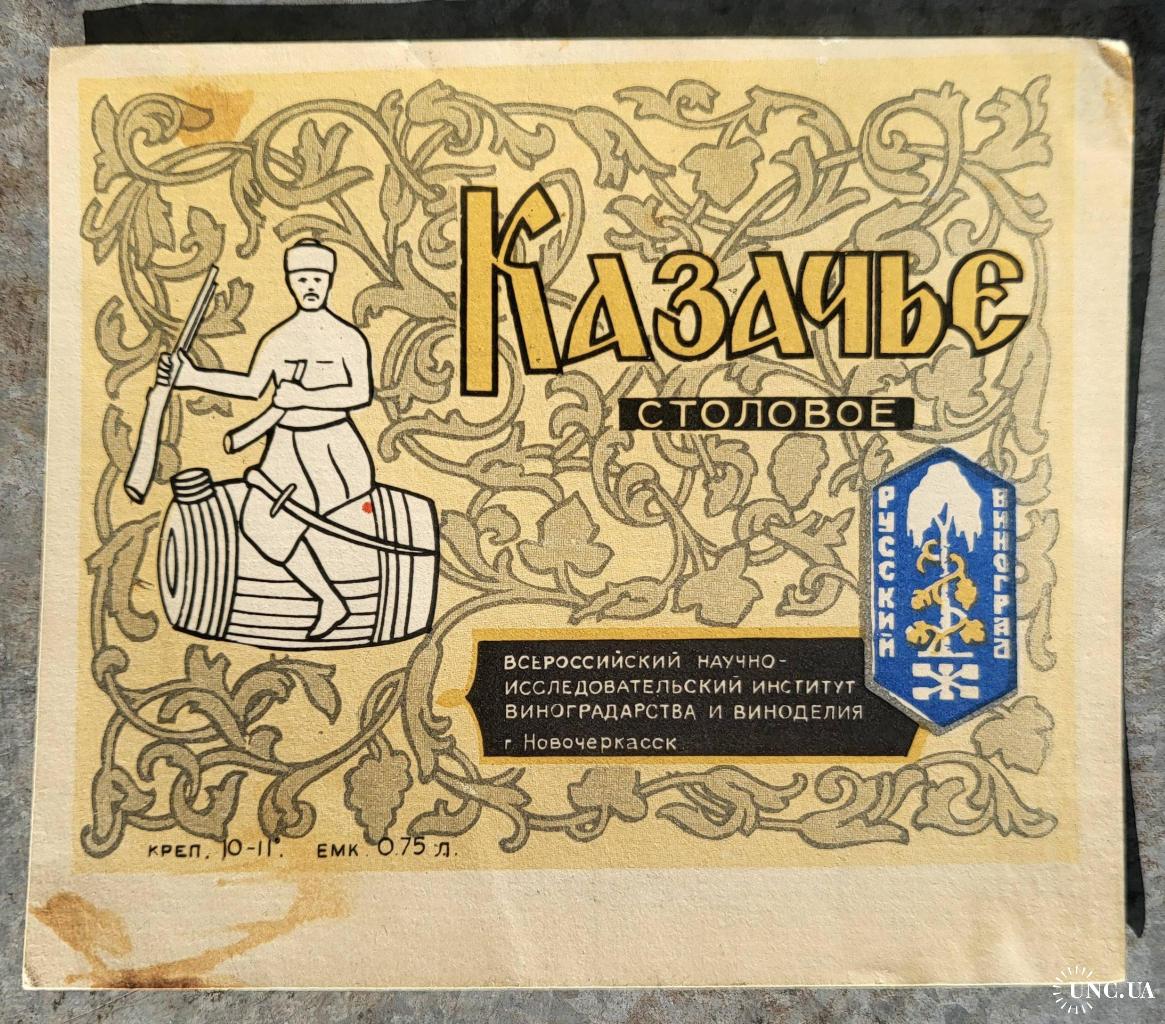 Казачье
СТОЛОВОЕ
РУССКИЙ
ВИНОГРАД
ВСЕРОССИЙСКИЙ НАУЧНО-
ИССЛЕДОВАТЕЛЬСКИЙ ИНСТИТУТ
ВИНОГРАДАРСТВА И ВИНОДЕЛИЯ
г. Новочеркасск
КРЕП. 10-11°. ЕМК. 0.75 Л.
UNC.UA